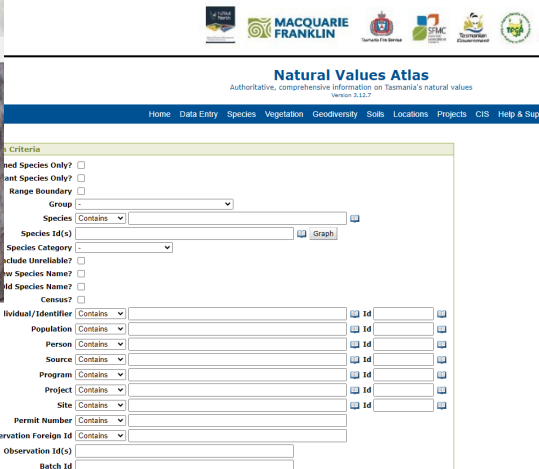 MACQUARIE
FRANKLIN
Tasmania Fire Service
SFMC
Tasmanian
Government
TPGA
Natural Values Atlas
Authoritative, comprehensive information on Tasmania's natural values
Version 3.12.7
Home Data Entry Species Vegetation Geodiversity Soils Locations Projects CIS Help & Sup
n Criteria
ned Species Only?
tant Species Only?
Range Boundary
Group -
Species Contains
Species Id(s) Graph
Species Category -
nclude Unreliable?
ew Species Name?
ld Species Name?
Census?
lividual/Identifier Contains Id
Population Contains Id
Person Contains Id
Source Contains Id
Program Contains Id
Project Contains Id
Site Contains Id
Permit Number Contains
ervation Foreign Id Contains
Observation Id(s)
Batch Id